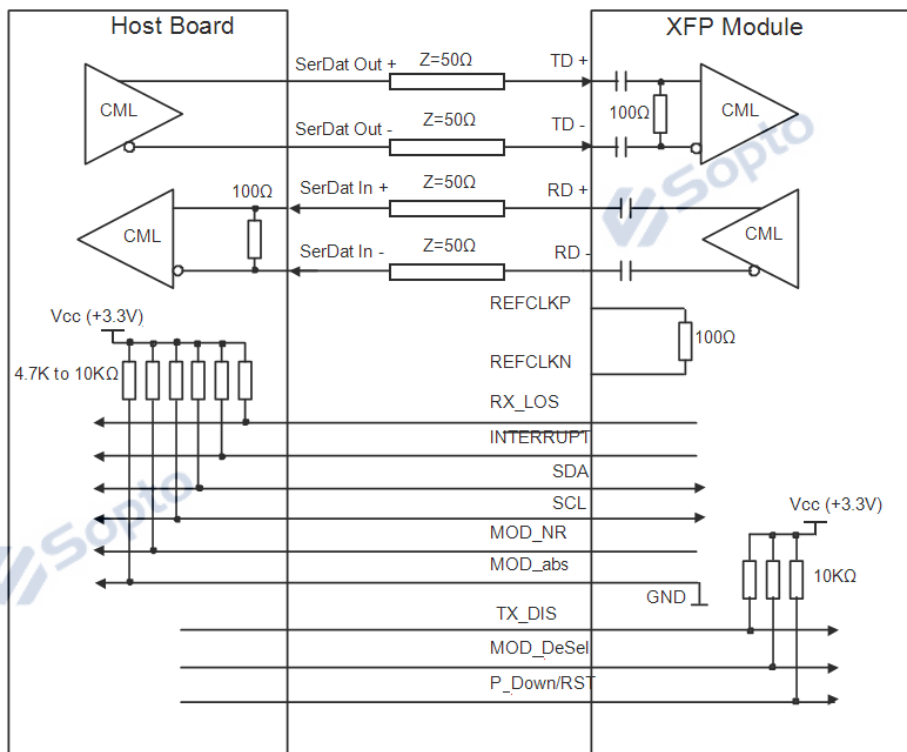 Host Board
XFP Module
SerDat Out +
Z=50Ω
TD +
CML
100Ω
CML
SerDat Out -
Z=50Ω
TD -
Sopto
100Ω
SerDat In +
Z=50Ω
RD +
CML
CML
SerDat In -
Z=50Ω
RD -
REFCLKP
Vcc (+3.3V)
100Ω
4.7K to 10KΩ
REFCLKN
RX_LOS
INTERRUPT
SDA
SCL
Vcc (+3.3V)
Sopto
MOD_NR
MOD_abs
10KΩ
GND
TX_DIS
MOD_DeSel
P_Down/RST